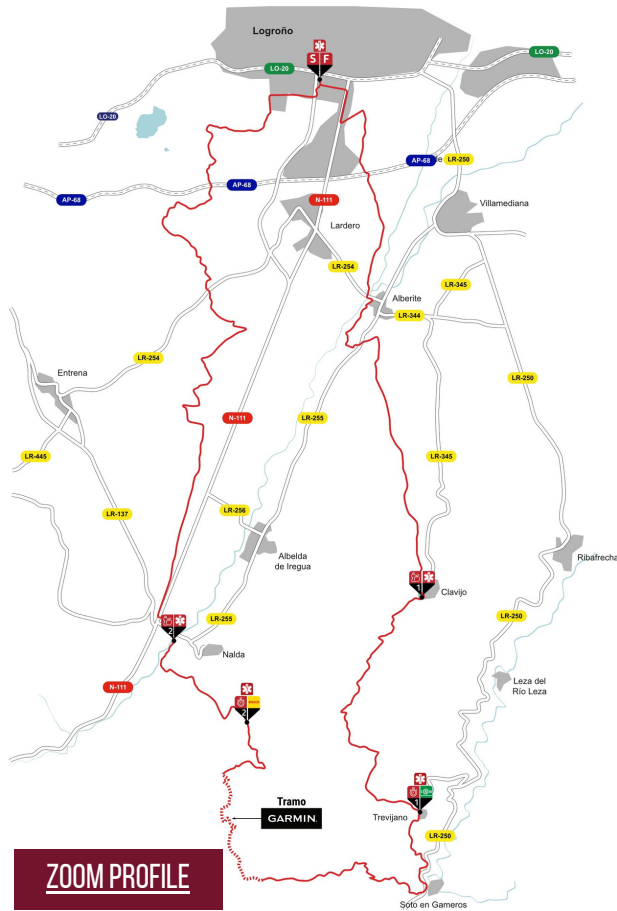 Logroño
LO-20
S F
LO-20
LO-20
AP-68
LR-250
AP-68
AP-68
N-111
Villamediana
Lardero
LR-254
LR-345
Alberite
LR-344
LR-254
Entrena
LR-250
N-111
LR-255
LR-445
LR-345
LR-256
LR-137
Albelda
de Iregua
Ribafrecha
1
Clavijo
LR-255
LR-250
2
Nalda
Leza del
Río Leza
N-111
2
Tramo
GARMIN.
1
Trevijano
LR-250
ZOOM PROFILE
Soto en Gameros